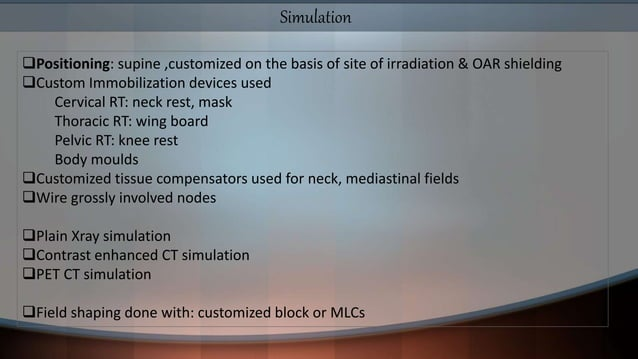 Simulation
❑Positioning: supine ,customized on the basis of site of irradiation & OAR shielding
❑Custom Immobilization devices used
Cervical RT: neck rest, mask
Thoracic RT: wing board
Pelvic RT: knee rest
Body moulds
❑Customized tissue compensators used for neck, mediastinal fields
❑Wire grossly involved nodes
❑Plain Xray simulation
❑Contrast enhanced CT simulation
❑PET CT simulation
❑Field shaping done with: customized block or MLCs